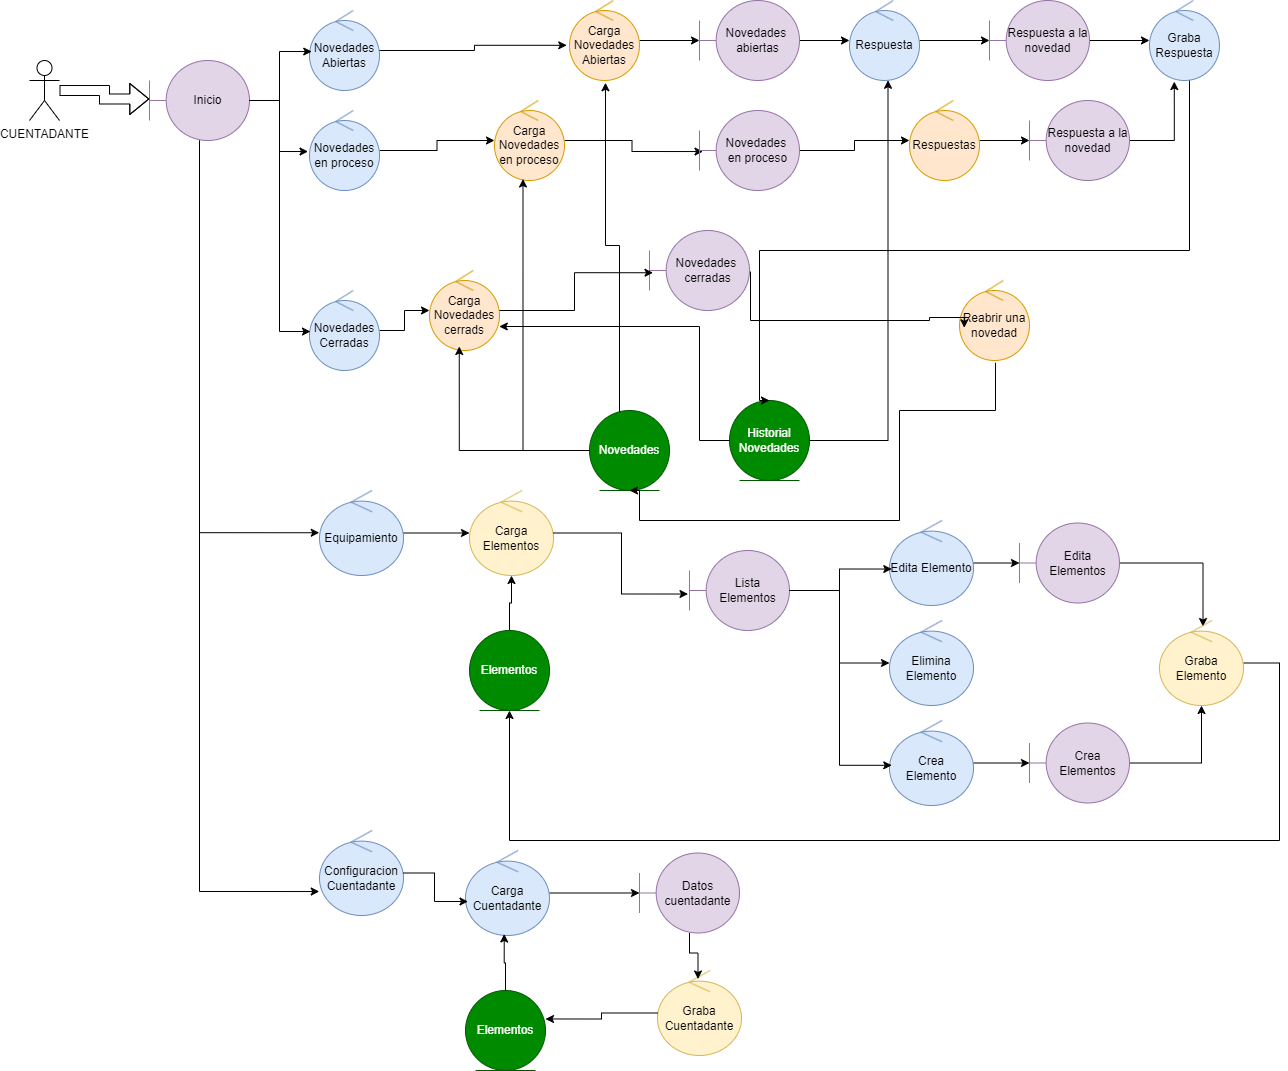 Novedades
Abiertas
Carga
Novedades
Abiertas
Novedades
abiertas
Respuesta
Respuesta a la
novedad
Graba
Respuesta
CUENTADANTE
Inicio
Novedades
en proceso
Carga
Novedades
en proceso
Novedades
en proceso
Respuestas
Respuesta a la
novedad
Novedades
cerradas
Novedades
Cerradas
Carga
Novedades
cerrads
Reabrir una
novedad
Novedades
Historial
Novedades
Equipamiento
Carga
Elementos
Lista
Elementos
Edita Elemento
Edita
Elementos
Elementos
Elimina
Elemento
Graba
Elemento
Crea
Elemento
Crea
Elementos
Configuracion
Cuentadante
Carga
Cuentadante
Datos
cuentadante
Elementos
Graba
Cuentadante